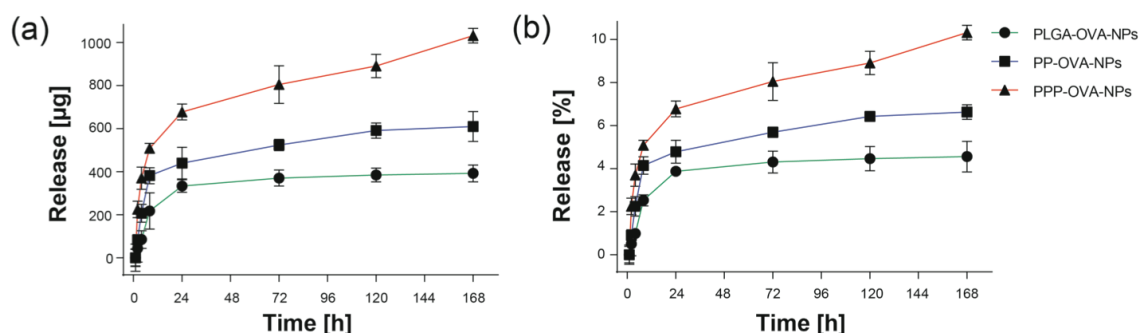 (a)
Release [µg]
1000
800
600
400
200
0
0 24 48 72 96 120 144 168
Time [h]
(b)
Release [%]
10
8
6
4
2
0
0 24 48 72 96 120 144 168
Time [h]
PLGA-OVA-NPs
PP-OVA-NPs
PPP-OVA-NPs